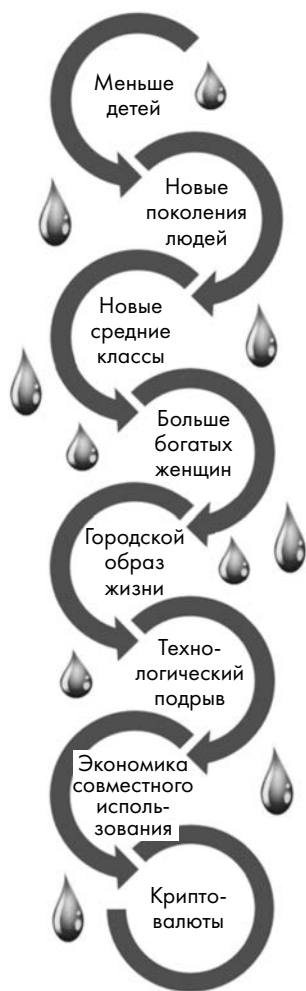 Меньше
детей
Новые
поколения
людей
Новые
средние
классы
Больше
богатых
женщин
Городской
образ
жизни
Техно-
логический
подрыв
Экономика
совместного
исполь-
зования
Крипто-
валюты